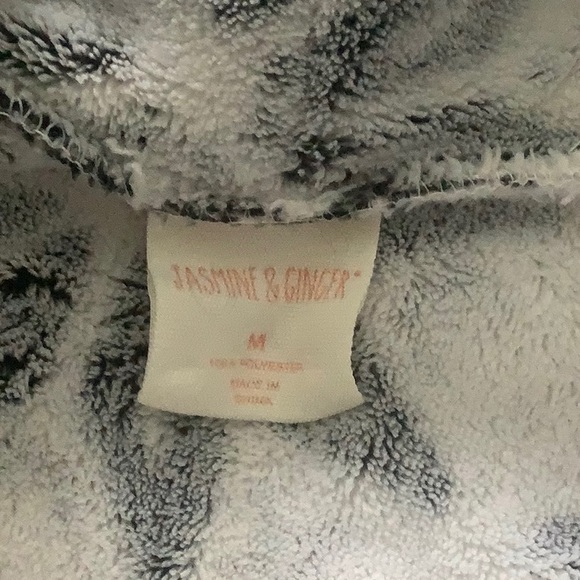 JASMINE & GINGER
M
100% POLYESTER
MADE IN
CHINA